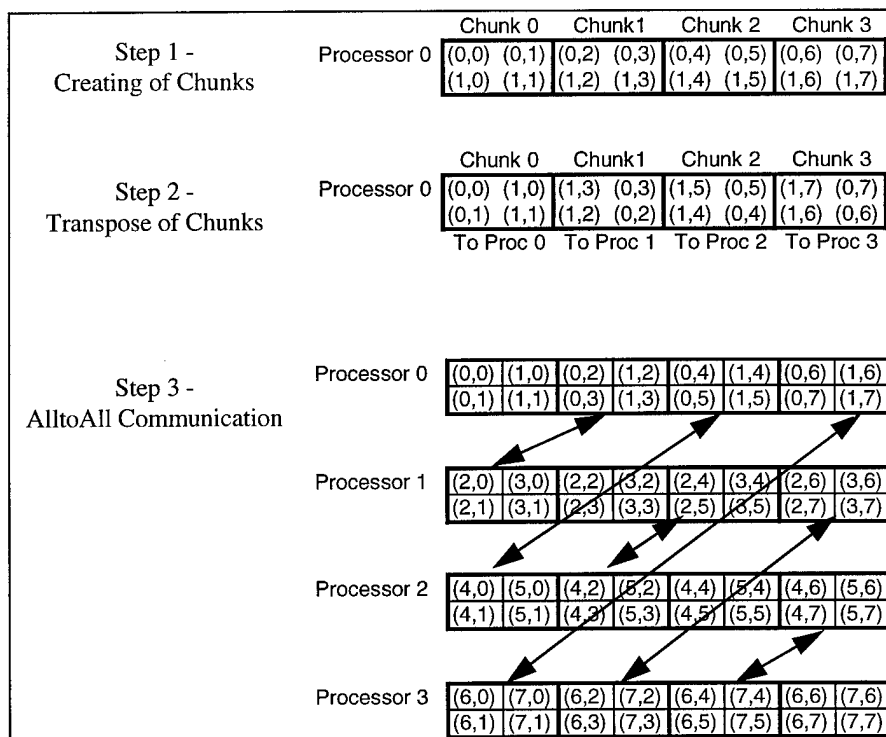 Chunk 0 Chunk1 Chunk 2 Chunk 3
Step 1 -
Creating of Chunks
Processor 0 (0,0) (0,1) (0,2) (0,3) (0,4) (0,5) (0,6) (0,7)
(1,0) (1,1) (1,2) (1,3) (1,4) (1,5) (1,6) (1,7)
Chunk 0 Chunk1 Chunk 2 Chunk 3
Step 2 -
Transpose of Chunks
Processor 0 (0,0) (1,0) (1,3) (0,3) (1,5) (0,5) (1,7) (0,7)
(0,1) (1,1) (1,2) (0,2) (1,4) (0,4) (1,6) (0,6)
To Proc 0 To Proc 1 To Proc 2 To Proc 3
Step 3 -
AlltoAll Communication
Processor 0 (0,0) (1,0) (0,2) (1,2) (0,4) (1,4) (0,6) (1,6)
(0,1) (1,1) (0,3) (1,3) (0,5) (1,5) (0,7) (1,7)
Processor 1 (2,0) (3,0) (2,2) (3,2) (2,4) (3,4) (2,6) (3,6)
(2,1) (3,1) (2,3) (3,3) (2,5) (3,5) (2,7) (3,7)
Processor 2 (4,0) (5,0) (4,2) (5,2) (4,4) (5,4) (4,6) (5,6)
(4,1) (5,1) (4,3) (5,3) (4,5) (5,5) (4,7) (5,7)
Processor 3 (6,0) (7,0) (6,2) (7,2) (6,4) (7,4) (6,6) (7,6)
(6,1) (7,1) (6,3) (7,3) (6,5) (7,5) (6,7) (7,7)